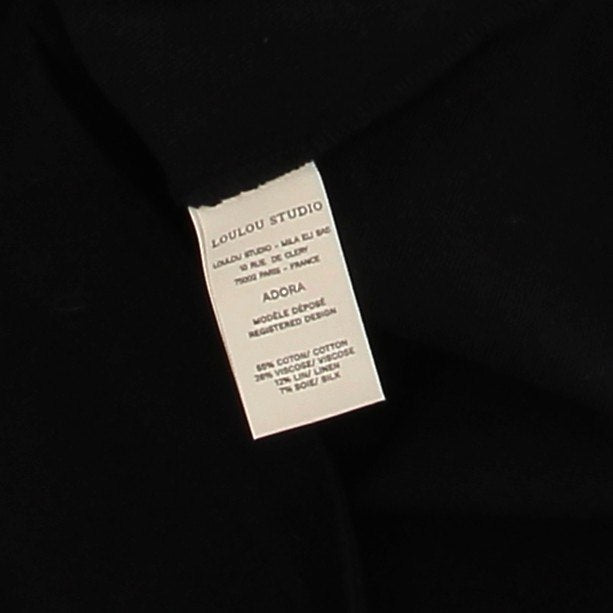 LOULOU STUDIO
LOULOU STUDIO - MILA ELI SAS
10 RUE DE CLERY
75002 PARIS - FRANCE
ADORA
MODÈLE DÉPOSÉ
REGISTERED DESIGN
55% COTON/ COTTON
26% VISCOSE/ VISCOSE
12% LIN/ LINEN
7% SOIE/ SILK